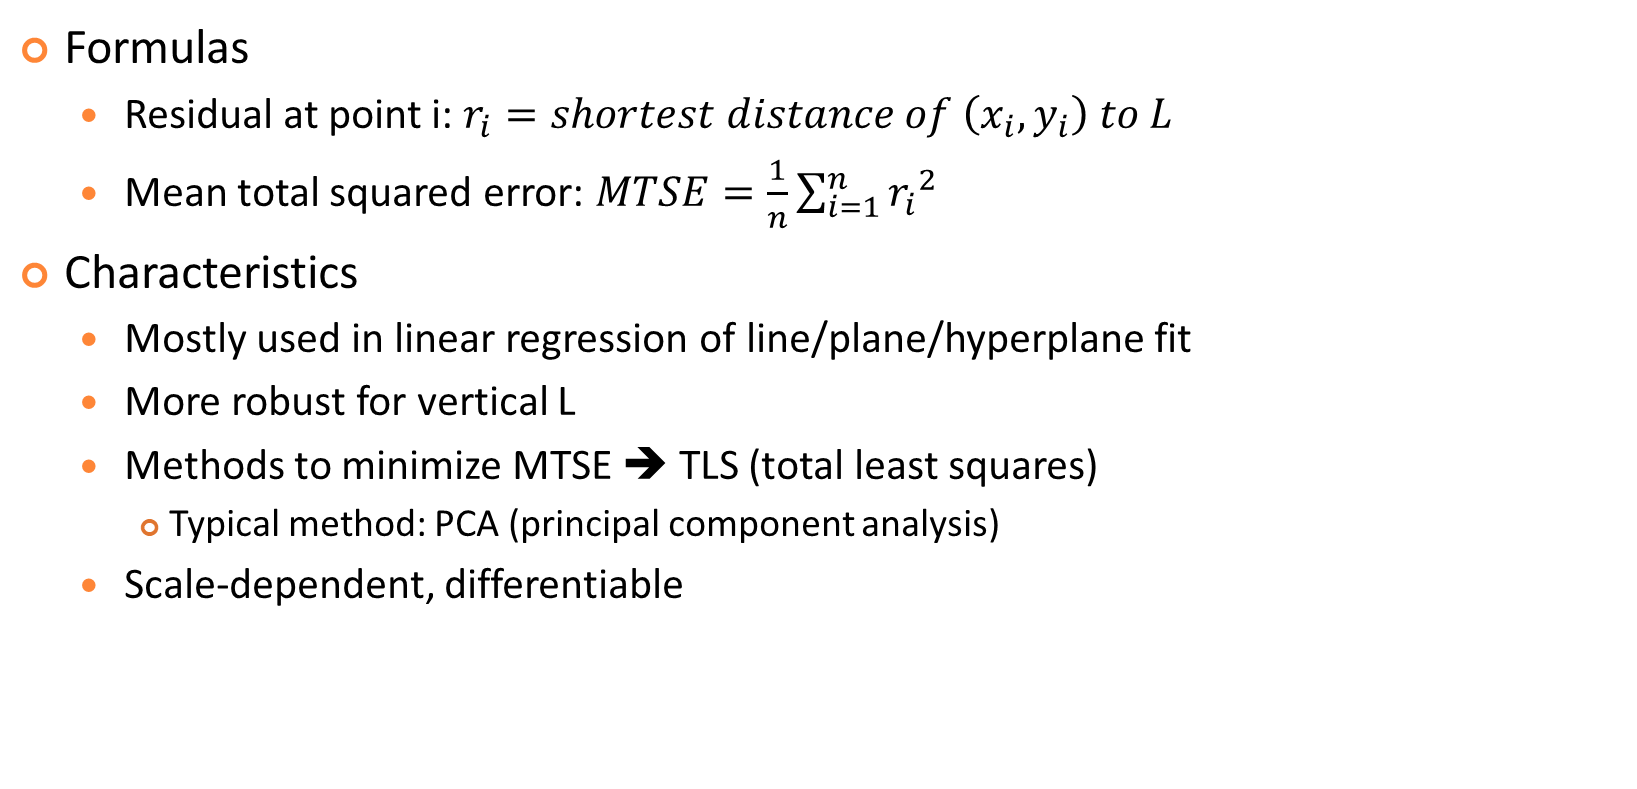 Formulas
Residual at point i: r_i = shortest distance of (x_i, y_i) to L
Mean total squared error: MTSE = \frac{1}{n} \sum_{i=1}^{n} r_i^2
Characteristics
Mostly used in linear regression of line/plane/hyperplane fit
More robust for vertical L
Methods to minimize MTSE ➔ TLS (total least squares)
Typical method: PCA (principal component analysis)
Scale-dependent, differentiable